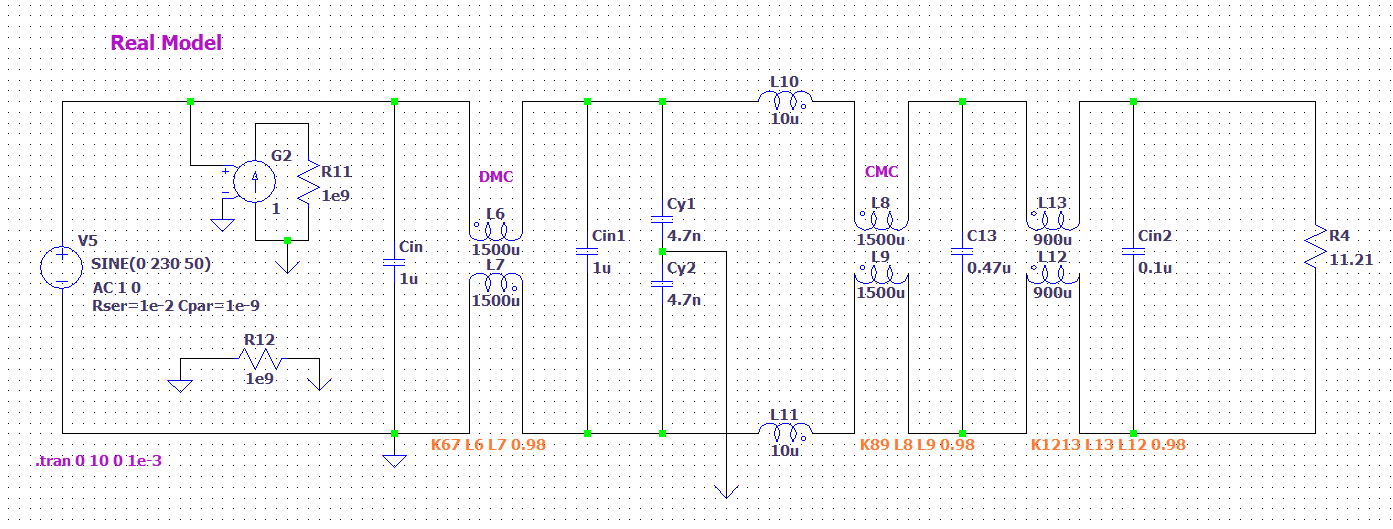 Real Model
L10
10u
G2
R11
1e9
1
DMC
CMC
L6
1500u
L7
1500u
Cy1
4.7n
Cy2
4.7n
L8
1500u
L9
1500u
L13
900u
L12
900u
V5
SINE(0 230 50)
AC 1 0
Rser=1e-2 Cpar=1e-9
Cin
1u
Cin1
1u
C13
0.47u
Cin2
0.1u
R4
11.21
R12
1e9
L11
10u
K67 L6 L7 0.98
K89 L8 L9 0.98
K1213 L13 L12 0.98
.tran 0 10 0 1e-3